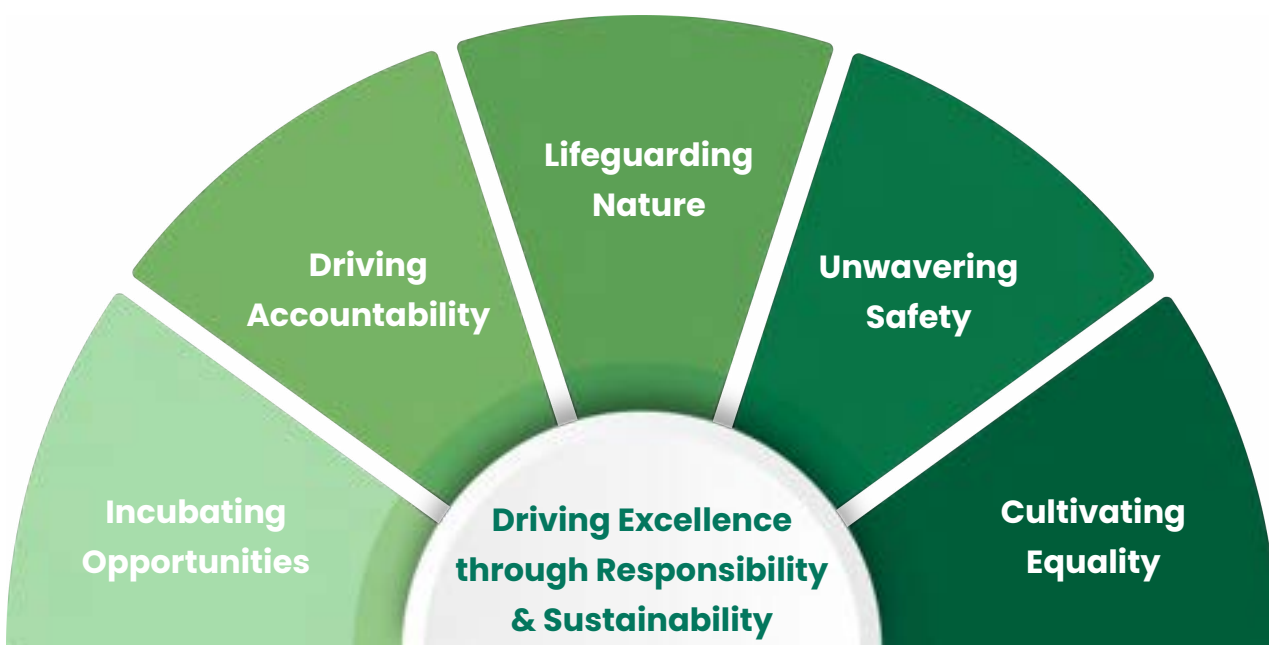 Lifeguarding
Nature
Driving
Accountability
Unwavering
Safety
Incubating
Opportunities
Cultivating
Equality
Driving Excellence
through Responsibility
& Sustainability